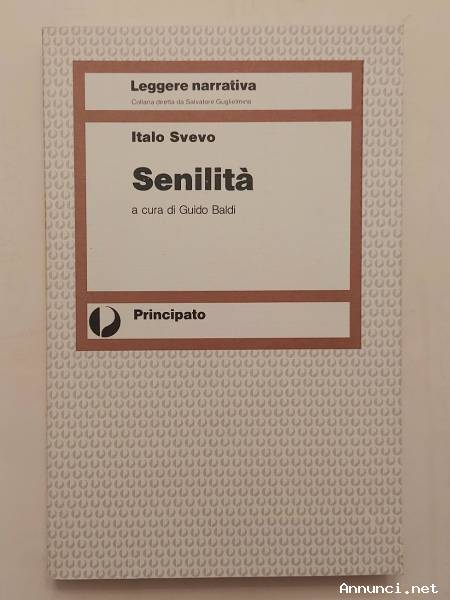 Leggere narrativa
Collana diretta da Salvatore Guglielmino
Italo Svevo
Senilità
a cura di Guido Baldi
Principato
Annunci.net